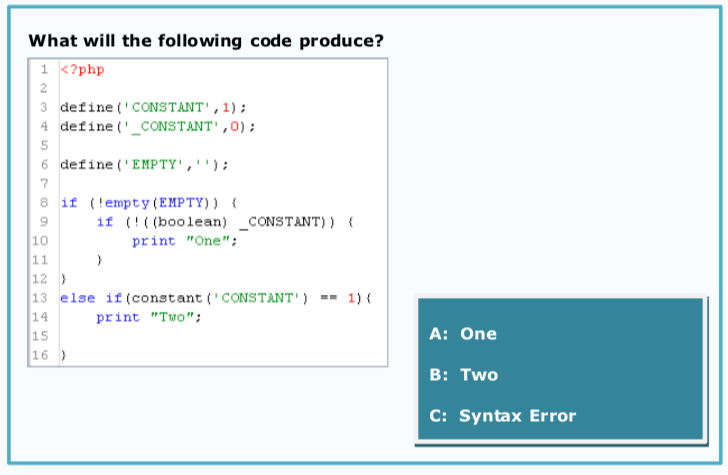 What will the following code produce?
1 <?php
2
3 define('CONSTANT',1);
4 define('_CONSTANT',0);
5
6 define('EMPTY','');
7
8 if (!empty(EMPTY)) {
9 if (!((boolean) _CONSTANT)) {
10 print "One";
11 }
12 }
13 else if(constant('CONSTANT') == 1){
14 print "Two";
15
16 }
A: One
B: Two
C: Syntax Error